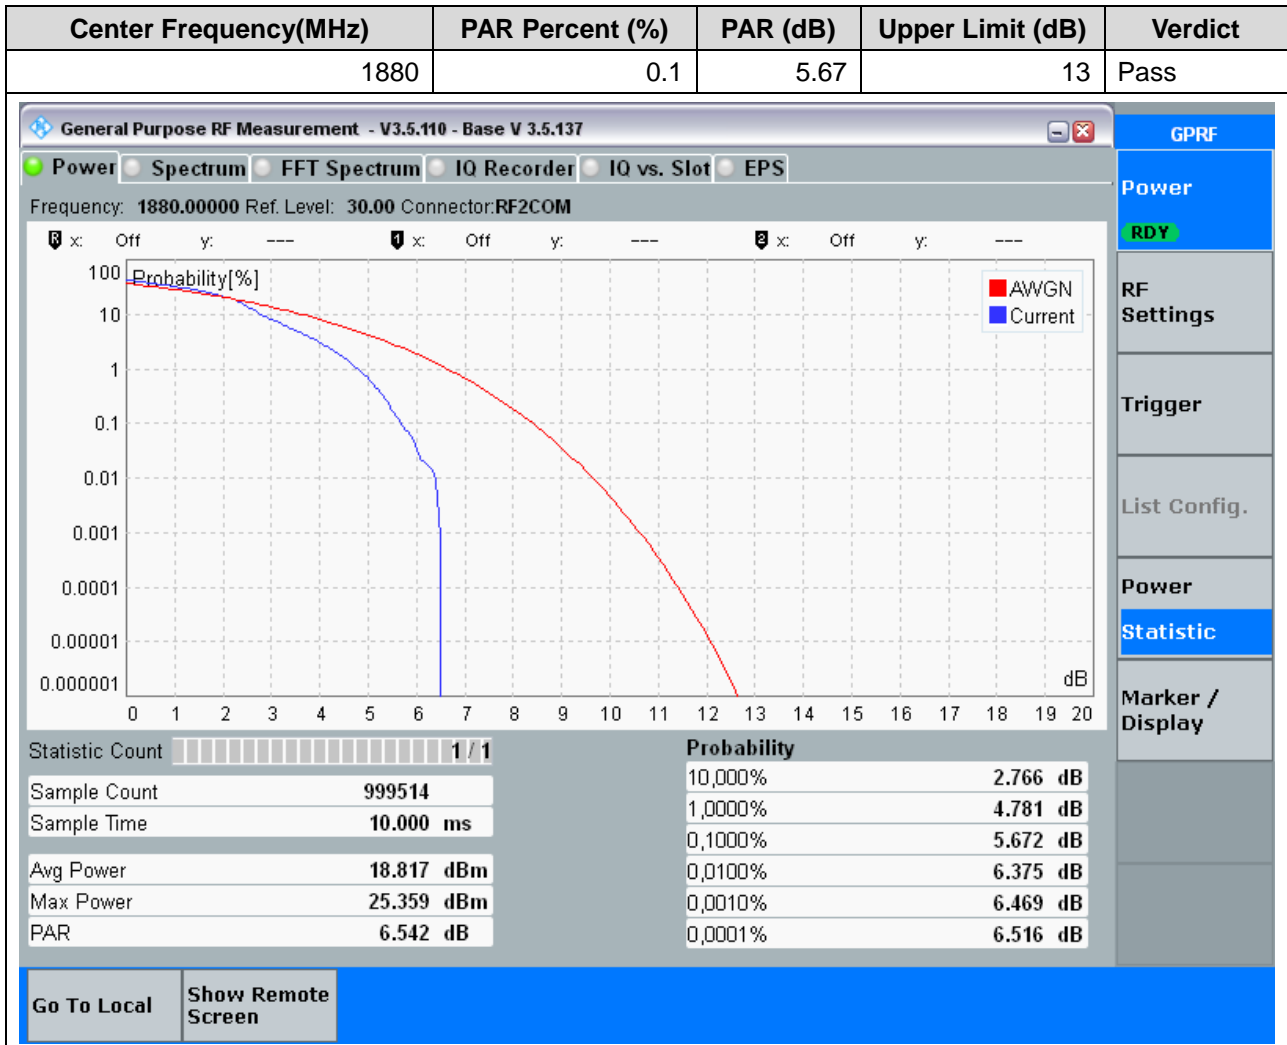 Center Frequency(MHz) PAR Percent (%) PAR (dB) Upper Limit (dB) Verdict
1880 0.1 5.67 13 Pass
General Purpose RF Measurement - V3.5.110 - Base V 3.5.137
GPRF
Power Spectrum FFT Spectrum IQ Recorder IQ vs. Slot EPS
Power
RDY
Frequency: 1880.00000 Ref. Level: 30.00 Connector:RF2COM
R x: Off y: --- 1 x: Off y: --- 2 x: Off y: ---
Probability[%]
AWGN
Current
100
10
1
0.1
0.01
0.001
0.0001
0.00001
0.000001
dB
0 1 2 3 4 5 6 7 8 9 10 11 12 13 14 15 16 17 18 19 20
RF
Settings
Trigger
List Config.
Power
Statistic
Marker /
Display
Statistic Count 1 / 1
Sample Count 999514
Sample Time 10.000 ms
Avg Power 18.817 dBm
Max Power 25.359 dBm
PAR 6.542 dB
Probability
10,000% 2.766 dB
1,0000% 4.781 dB
0,1000% 5.672 dB
0,0100% 6.375 dB
0,0010% 6.469 dB
0,0001% 6.516 dB
Go To Local
Show Remote
Screen